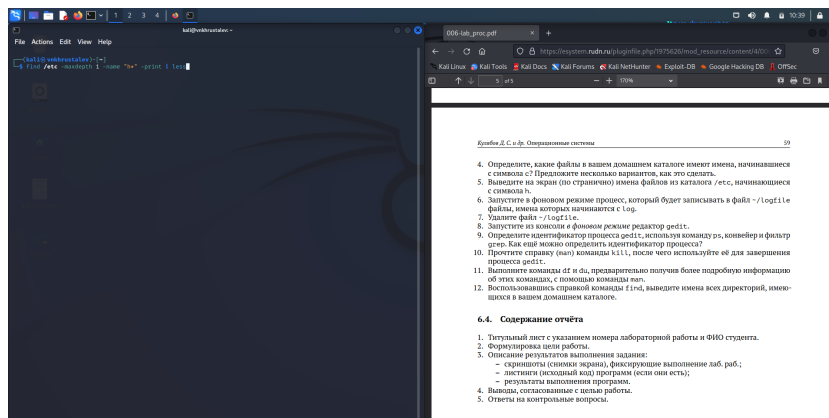 1 2 3 4
10:39
kali@vnkhrustalev: ~
File Actions Edit View Help
(kali㉿vnkhrustalev)-[~]
$ find /etc -maxdepth 1 -name "h*" -print | less
006-lab_proc.pdf
https://esystem.rudn.ru/pluginfile.php/1975626/mod_resource/content/4/00
Kali Linux Kali Tools Kali Docs Kali Forums Kali NetHunter Exploit-DB Google Hacking DB OffSec
5 of 5 170%
Кулябов Д. С. и др. Операционные системы 59
4. Определите, какие файлы в вашем домашнем каталоге имеют имена, начинавшиеся
с символа c? Предложите несколько вариантов, как это сделать.
5. Выведите на экран (по странично) имена файлов из каталога /etc, начинающиеся
с символа h.
6. Запустите в фоновом режиме процесс, который будет записывать в файл ~/logfile
файлы, имена которых начинаются с log.
7. Удалите файл ~/logfile.
8. Запустите из консоли в фоновом режиме редактор gedit.
9. Определите идентификатор процесса gedit, используя команду ps, конвейер и фильтр
grep. Как ещё можно определить идентификатор процесса?
10. Прочтите справку (man) команды kill, после чего используйте её для завершения
процесса gedit.
11. Выполните команды df и du, предварительно получив более подробную информацию
об этих командах, с помощью команды man.
12. Воспользовавшись справкой команды find, выведите имена всех директорий, имею-
щихся в вашем домашнем каталоге.
6.4. Содержание отчёта
1. Титульный лист с указанием номера лабораторной работы и ФИО студента.
2. Формулировка цели работы.
3. Описание результатов выполнения задания:
– скриншоты (снимки экрана), фиксирующие выполнение лаб. раб.;
– листинги (исходный код) программ (если они есть);
– результаты выполнения программ.
4. Выводы, согласованные с целью работы.
5. Ответы на контрольные вопросы.